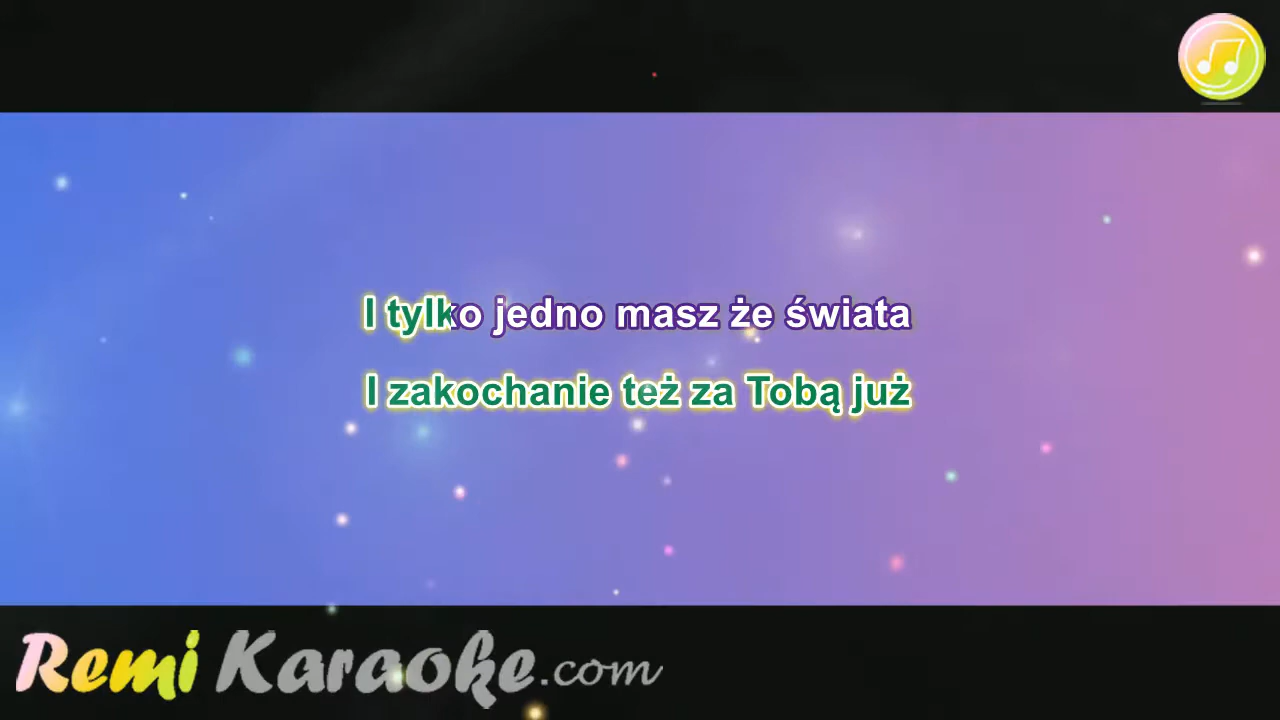 I tylko jedno masz że świata
I zakochanie też za Tobą już
Remi Karaoke.com